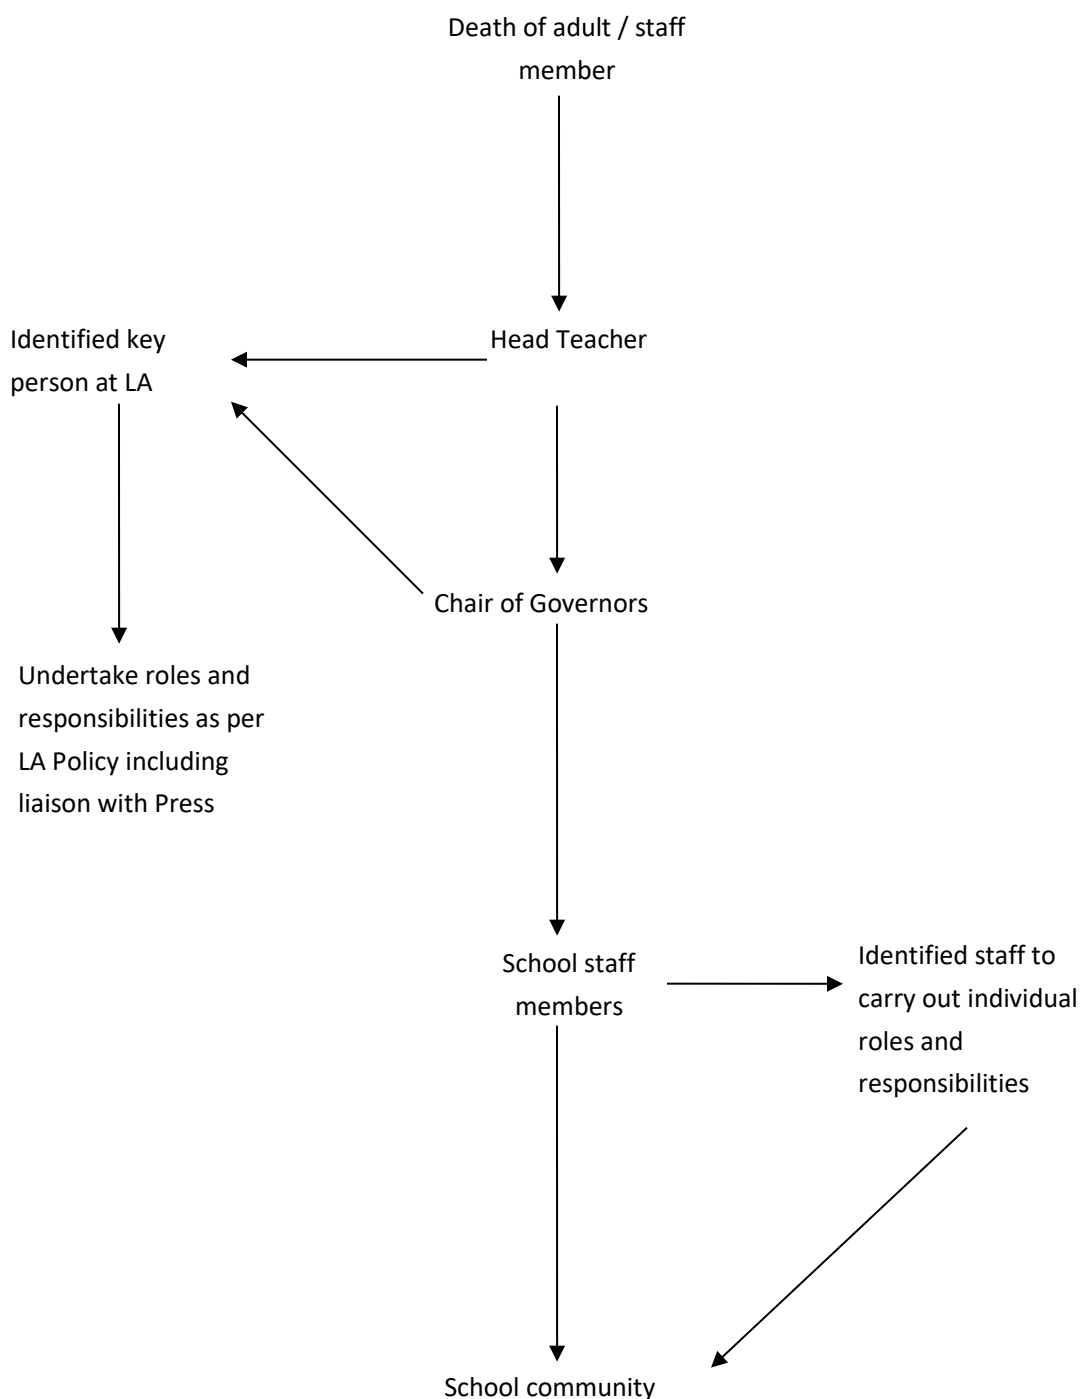 Death of adult / staff
member
Identified key
person at LA
Head Teacher
Chair of Governors
Undertake roles and
responsibilities as per
LA Policy including
liaison with Press
School staff
members
Identified staff to
carry out individual
roles and
responsibilities
School community